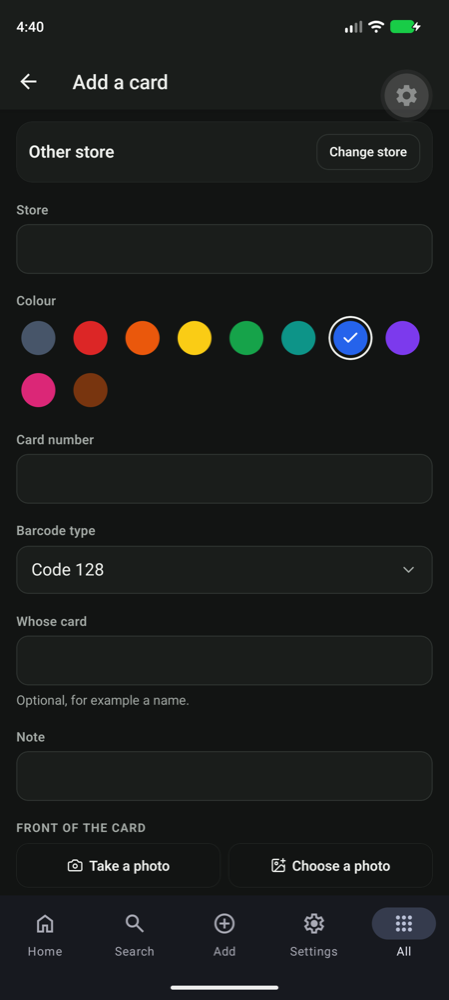 4:40
Add a card
Other store
Change store
Store
Colour
Card number
Barcode type
Code 128
Whose card
Optional, for example a name.
Note
FRONT OF THE CARD
Take a photo
Choose a photo
Home
Search
Add
Settings
All